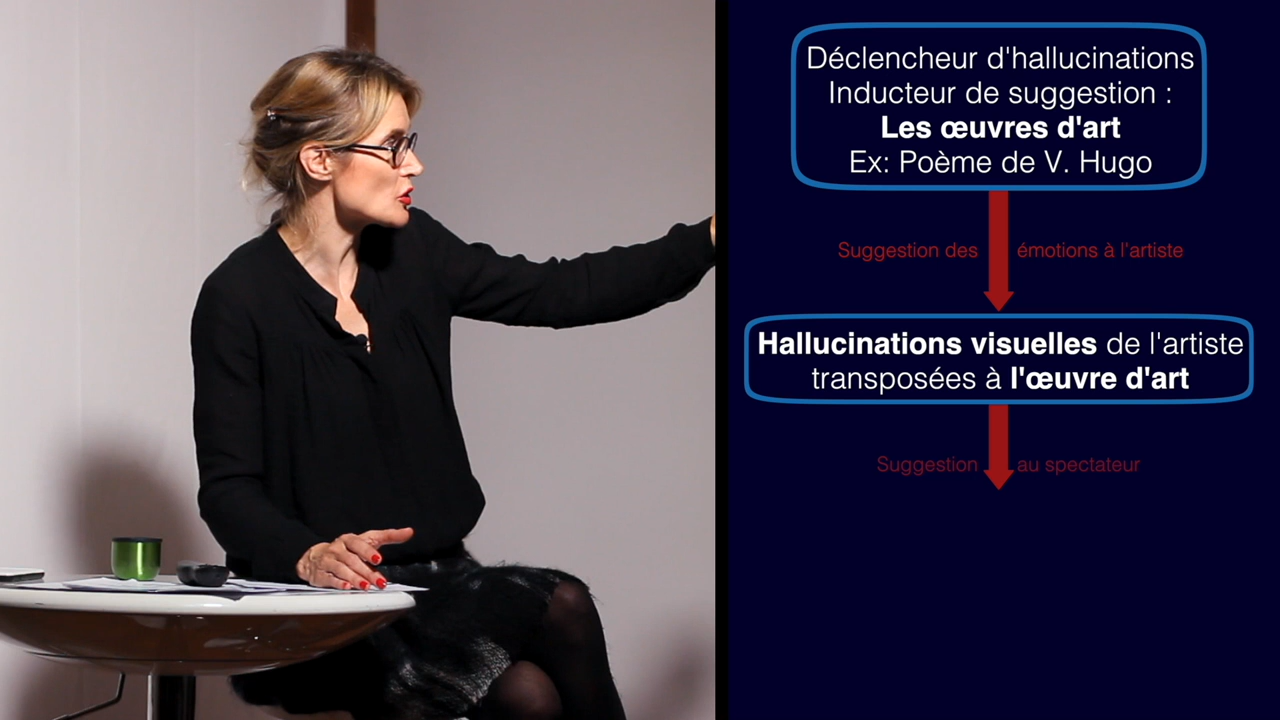 Déclencheur d'hallucinations
Inducteur de suggestion :
Les œuvres d'art
Ex: Poème de V. Hugo
Suggestion des émotions à l'artiste
Hallucinations visuelles de l'artiste
transposées à l'œuvre d'art
Suggestion au spectateur